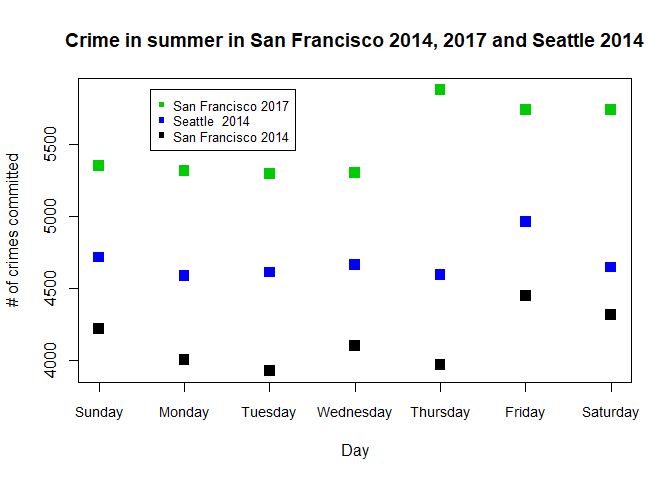 Crime in summer in San Francisco 2014, 2017 and Seattle 2014
San Francisco 2017
Seattle  2014
San Francisco 2014
# of crimes committed
5500
5000
4500
4000
Sunday Monday Tuesday Wednesday Thursday Friday Saturday
Day